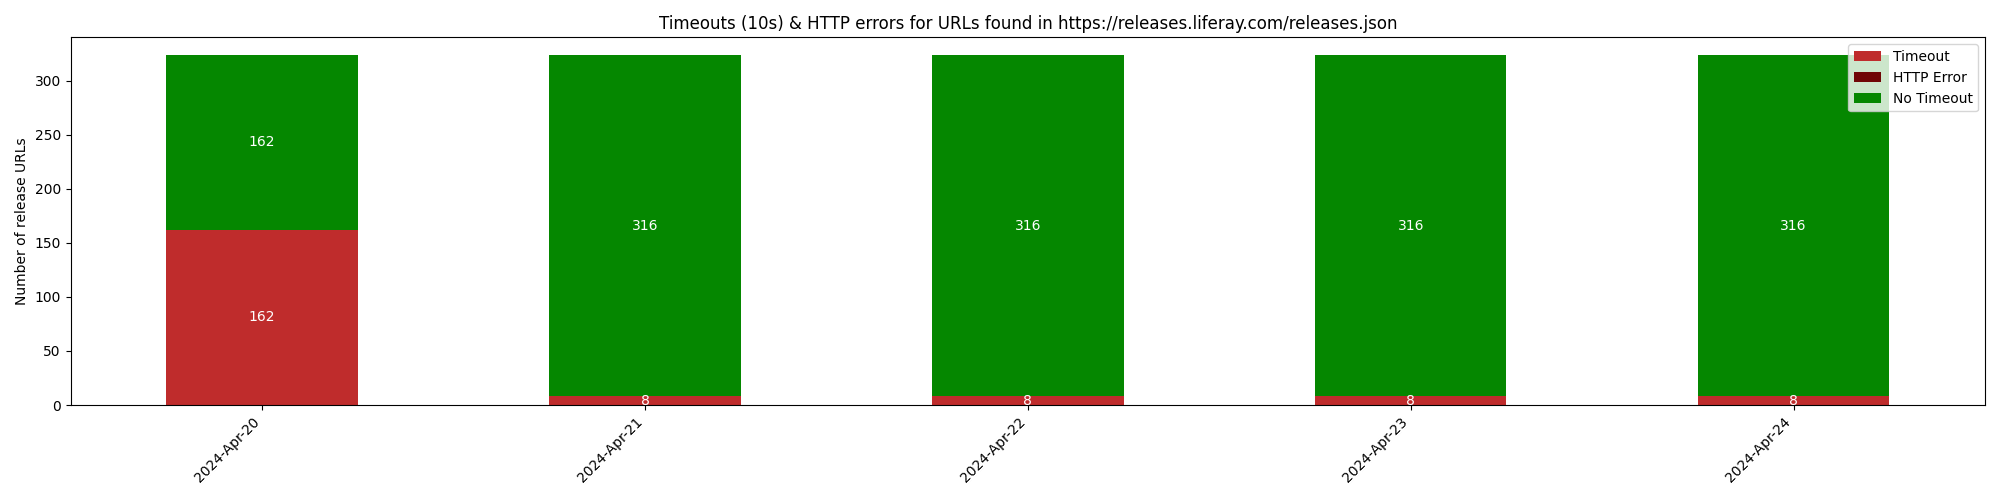 Timeouts (10s) & HTTP errors for URLs found in https://releases.liferay.com/releases.json
Timeout
HTTP Error
No Timeout
Number of release URLs
300
250
200
150
100
50
0
162
316
316
316
316
162
8
8
8
8
2024-Apr-20
2024-Apr-21
2024-Apr-22
2024-Apr-23
2024-Apr-24